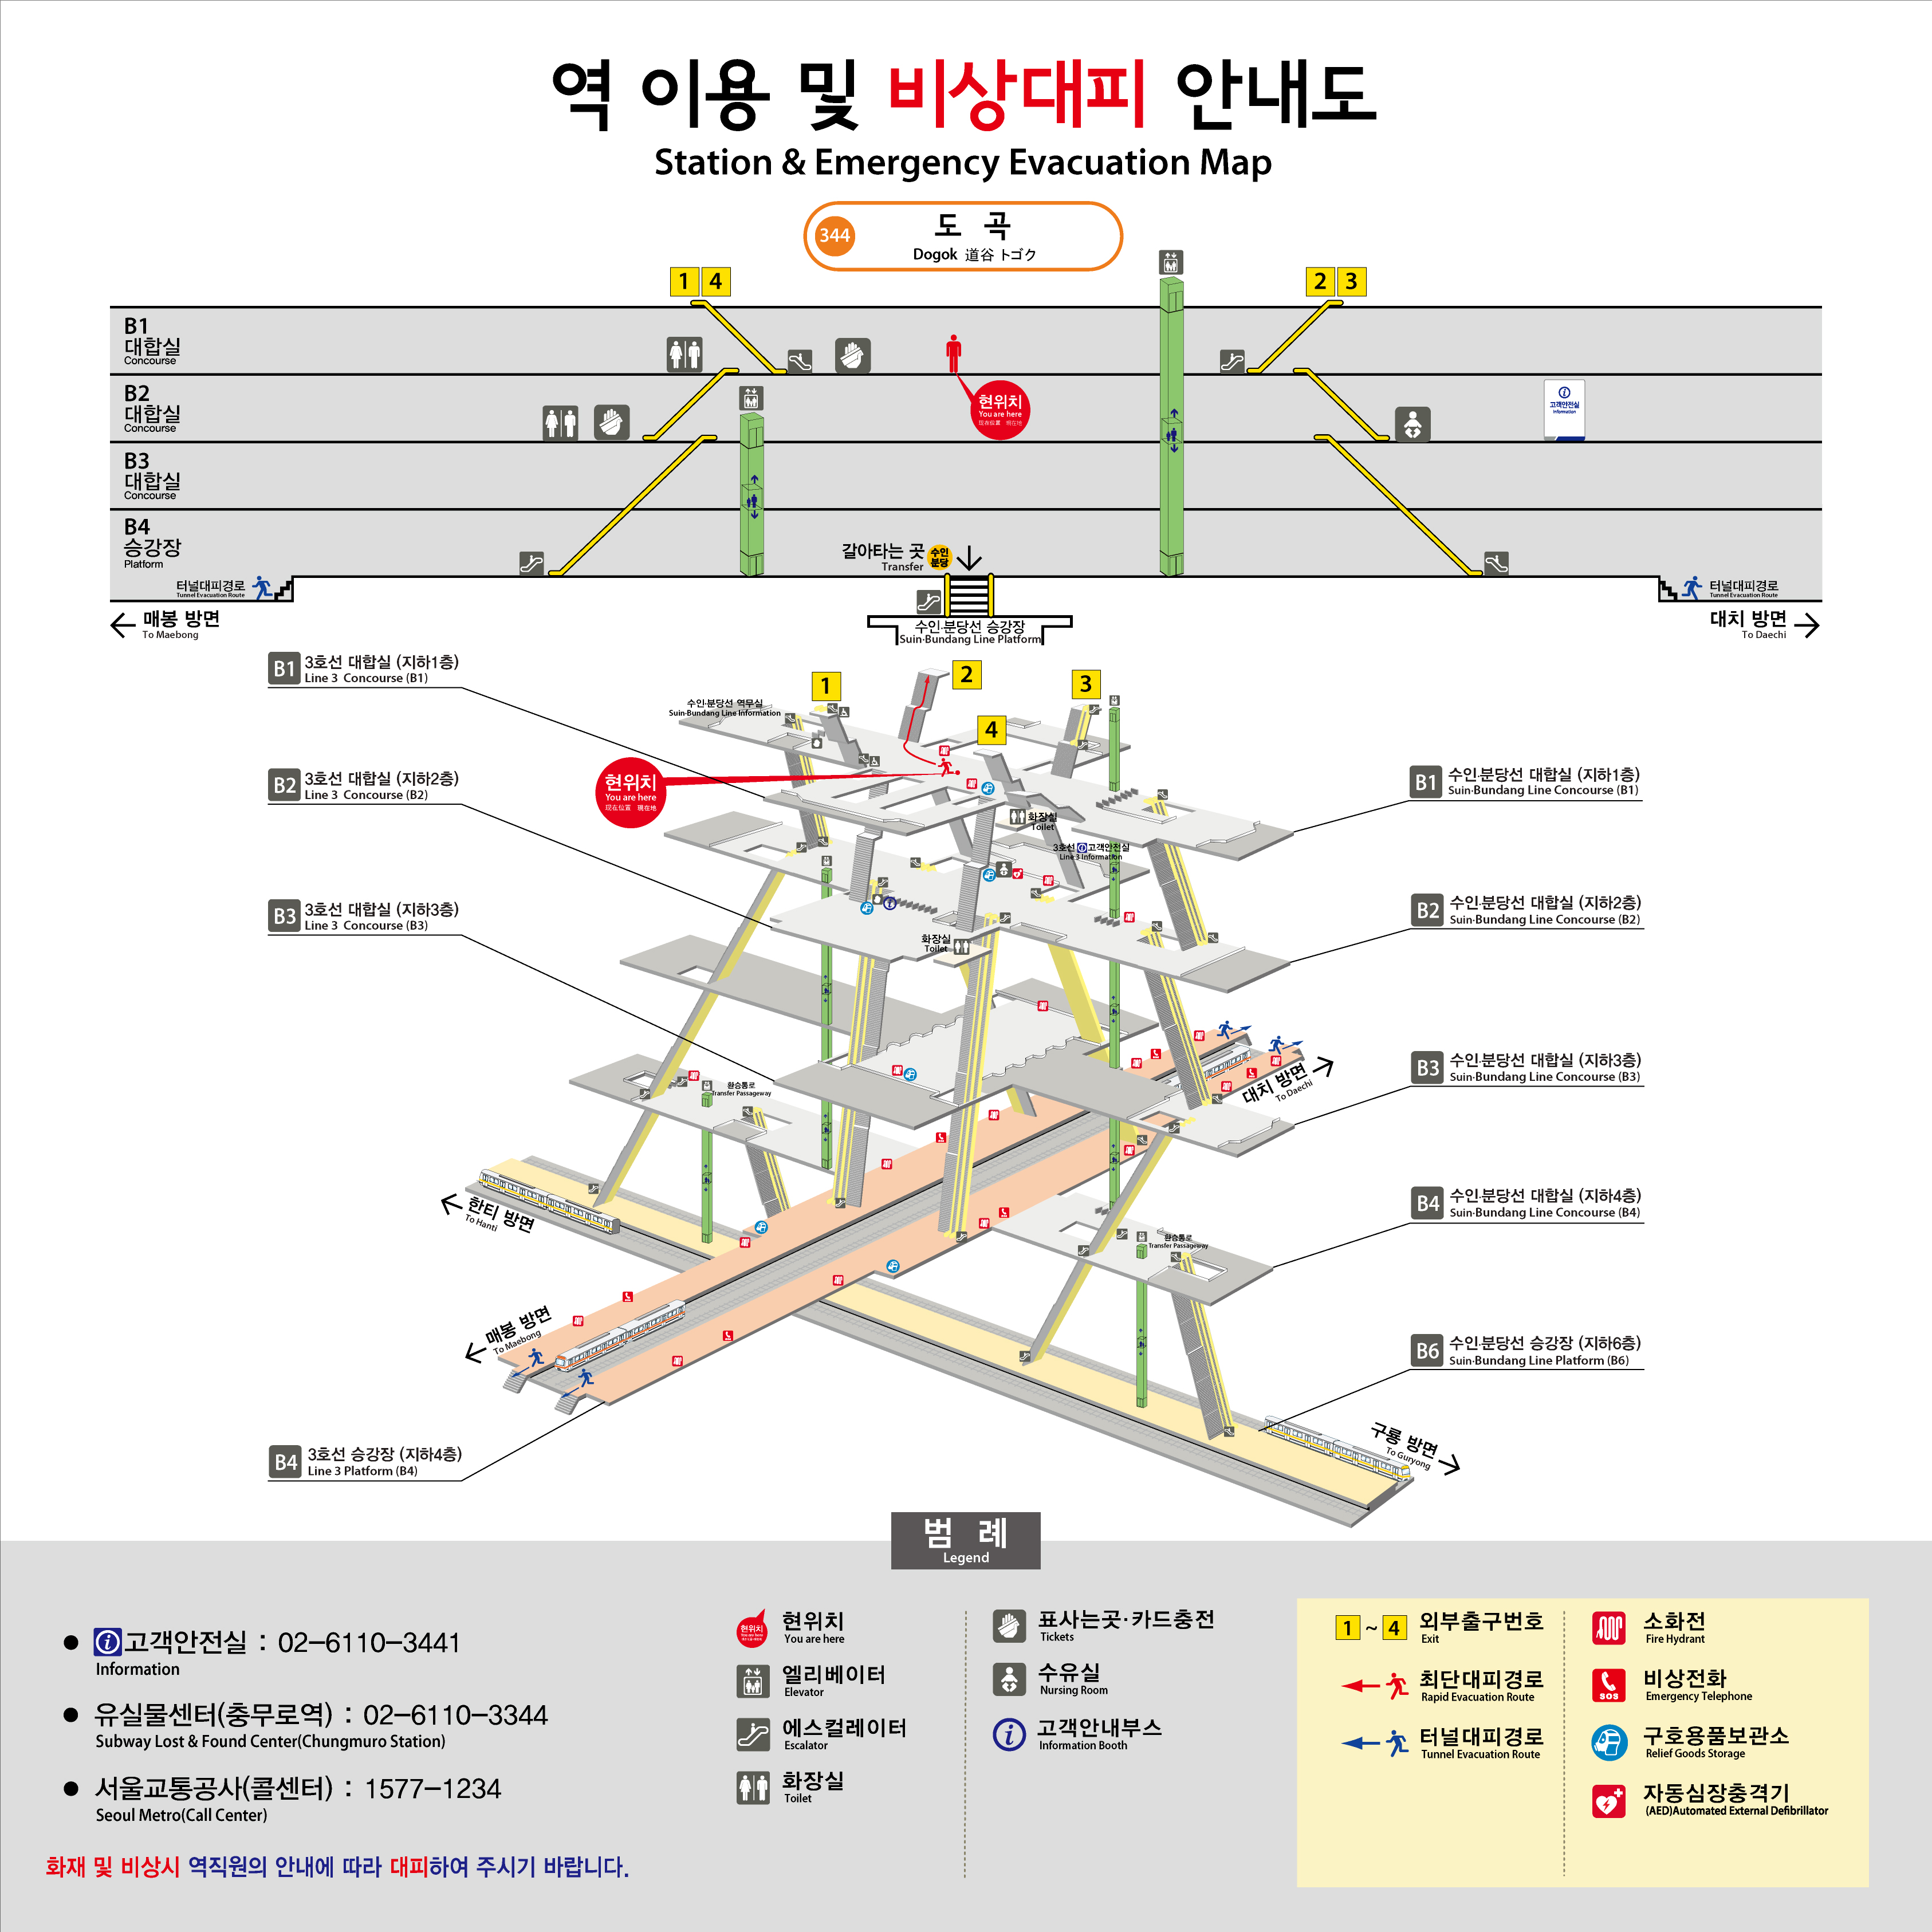 역 이용 및 비상대피 안내도
Station & Emergency Evacuation Map
344
도 곡
Dogok 道谷 トゴク
1 4
2 3
B1
대합실
Concourse
현위치
You are here
现在位置 現在地
B2
대합실
Concourse
고객안전실
Information
B3
대합실
Concourse
B4
승강장
Platform
갈아타는 곳
Transfer
수인
분당
터널대피경로
Tunnel Evacuation Route
터널대피경로
Tunnel Evacuation Route
매봉 방면
To Maebong
수인·분당선 승강장
Suin·Bundang Line Platform
대치 방면
To Daechi
B1 3호선 대합실 (지하1층)
Line 3 Concourse (B1)
1
2
3
4
수인·분당선 역무실
Suin·Bundang Line Information
B2 3호선 대합실 (지하2층)
Line 3 Concourse (B2)
현위치
You are here
现在位置 現在地
B1 수인·분당선 대합실 (지하1층)
Suin·Bundang Line Concourse (B1)
화장실
Toilet
3호선 고객안전실
Line 3 Information
B3 3호선 대합실 (지하3층)
Line 3 Concourse (B3)
B2 수인·분당선 대합실 (지하2층)
Suin·Bundang Line Concourse (B2)
화장실
Toilet
B3 수인·분당선 대합실 (지하3층)
Suin·Bundang Line Concourse (B3)
대치 방면
To Daechi
환승통로
Transfer Passageway
한티 방면
To Hanti
B4 수인·분당선 대합실 (지하4층)
Suin·Bundang Line Concourse (B4)
환승통로
Transfer Passageway
매봉 방면
To Maebong
B6 수인·분당선 승강장 (지하6층)
Suin·Bundang Line Platform (B6)
구룡 방면
To Guryong
B4 3호선 승강장 (지하4층)
Line 3 Platform (B4)
범 례
Legend
● 고객안전실 : 02-6110-3441
Information
● 유실물센터(충무로역) : 02-6110-3344
Subway Lost & Found Center(Chungmuro Station)
● 서울교통공사(콜센터) : 1577-1234
Seoul Metro(Call Center)
화재 및 비상시 역직원의 안내에 따라 대피하여 주시기 바랍니다.
현위치
현위치
You are here
엘리베이터
Elevator
에스컬레이터
Escalator
화장실
Toilet
표사는곳·카드충전
Tickets
수유실
Nursing Room
고객안내부스
Information Booth
1 ~ 4 외부출구번호
Exit
최단대피경로
Rapid Evacuation Route
터널대피경로
Tunnel Evacuation Route
소화전
Fire Hydrant
SOS
비상전화
Emergency Telephone
구호용품보관소
Relief Goods Storage
자동심장충격기
(AED)Automated External Defibrillator